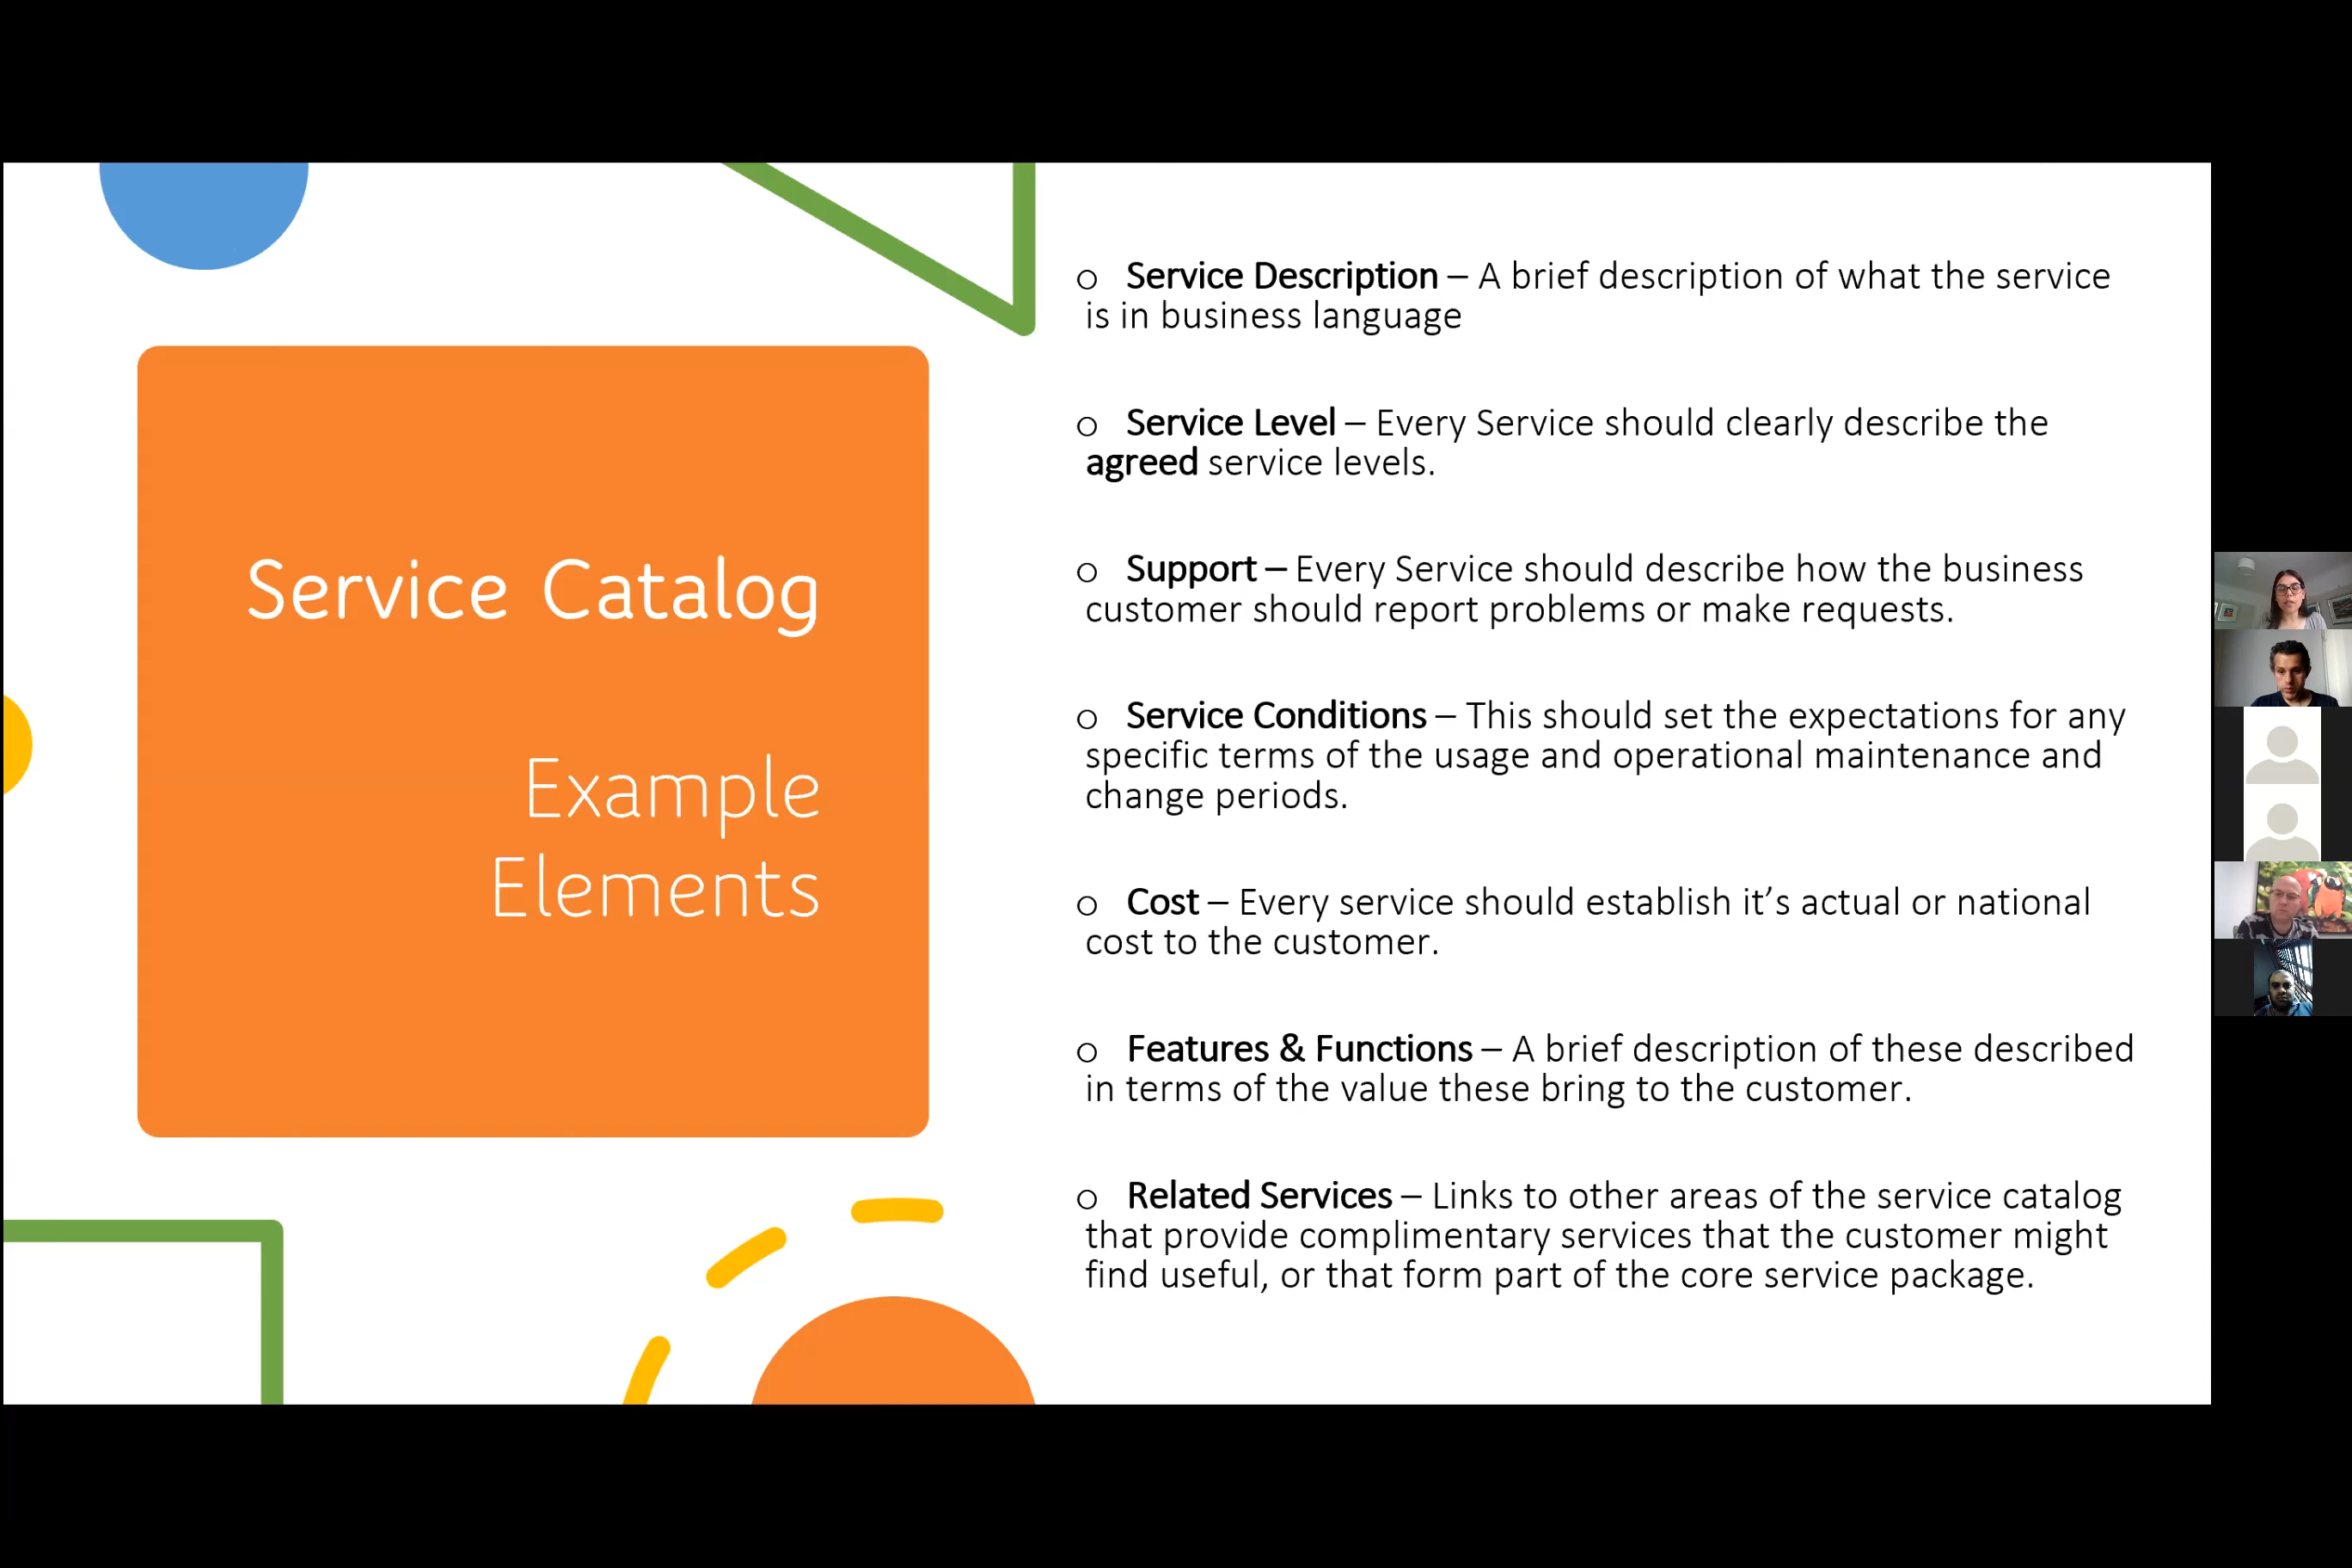 Service Catalog
Example
Elements
o Service Description – A brief description of what the service
is in business language
o Service Level – Every Service should clearly describe the
agreed service levels.
o Support – Every Service should describe how the business
customer should report problems or make requests.
o Service Conditions – This should set the expectations for any
specific terms of the usage and operational maintenance and
change periods.
o Cost – Every service should establish it’s actual or national
cost to the customer.
o Features & Functions – A brief description of these described
in terms of the value these bring to the customer.
o Related Services – Links to other areas of the service catalog
that provide complimentary services that the customer might
find useful, or that form part of the core service package.